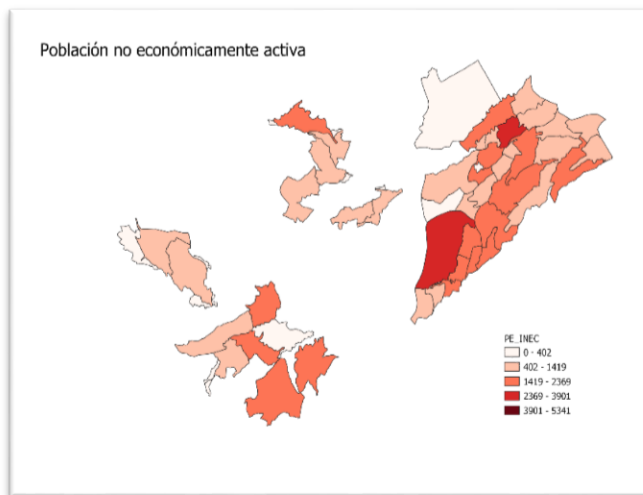 Población no económicamente activa
PE_INEC
0 - 402
402 - 1419
1419 - 2369
2369 - 3901
3901 - 5341